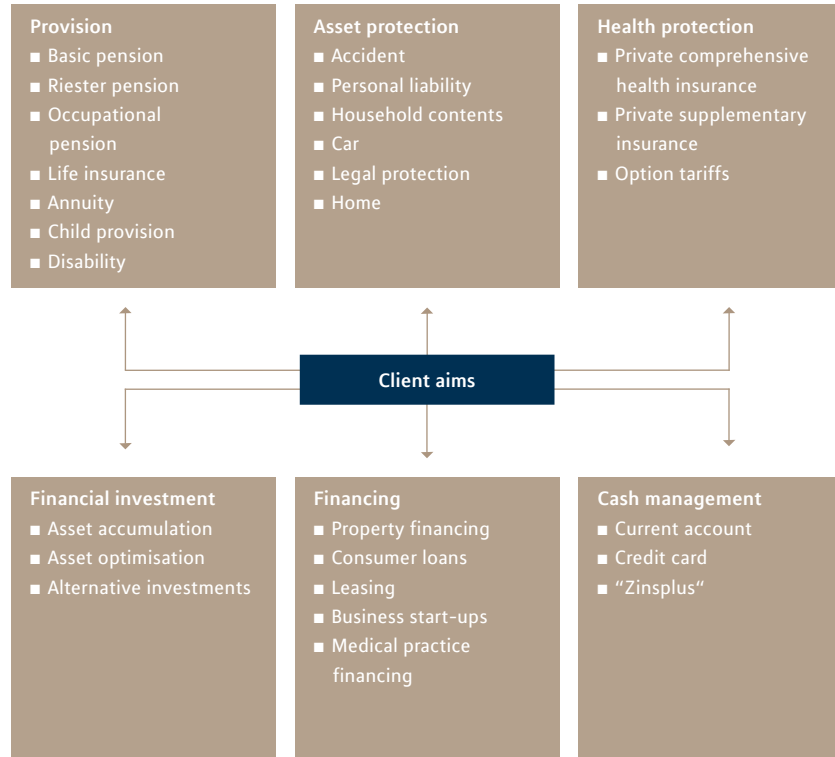 Provision
■ Basic pension
■ Riester pension
■ Occupational
pension
■ Life insurance
■ Annuity
■ Child provision
■ Disability
Asset protection
■ Accident
■ Personal liability
■ Household contents
■ Car
■ Legal protection
■ Home
Health protection
■ Private comprehensive
health insurance
■ Private supplementary
insurance
■ Option tariffs
Client aims
Financial investment
■ Asset accumulation
■ Asset optimisation
■ Alternative investments
Financing
■ Property financing
■ Consumer loans
■ Leasing
■ Business start-ups
■ Medical practice
financing
Cash management
■ Current account
■ Credit card
■ “Zinsplus“